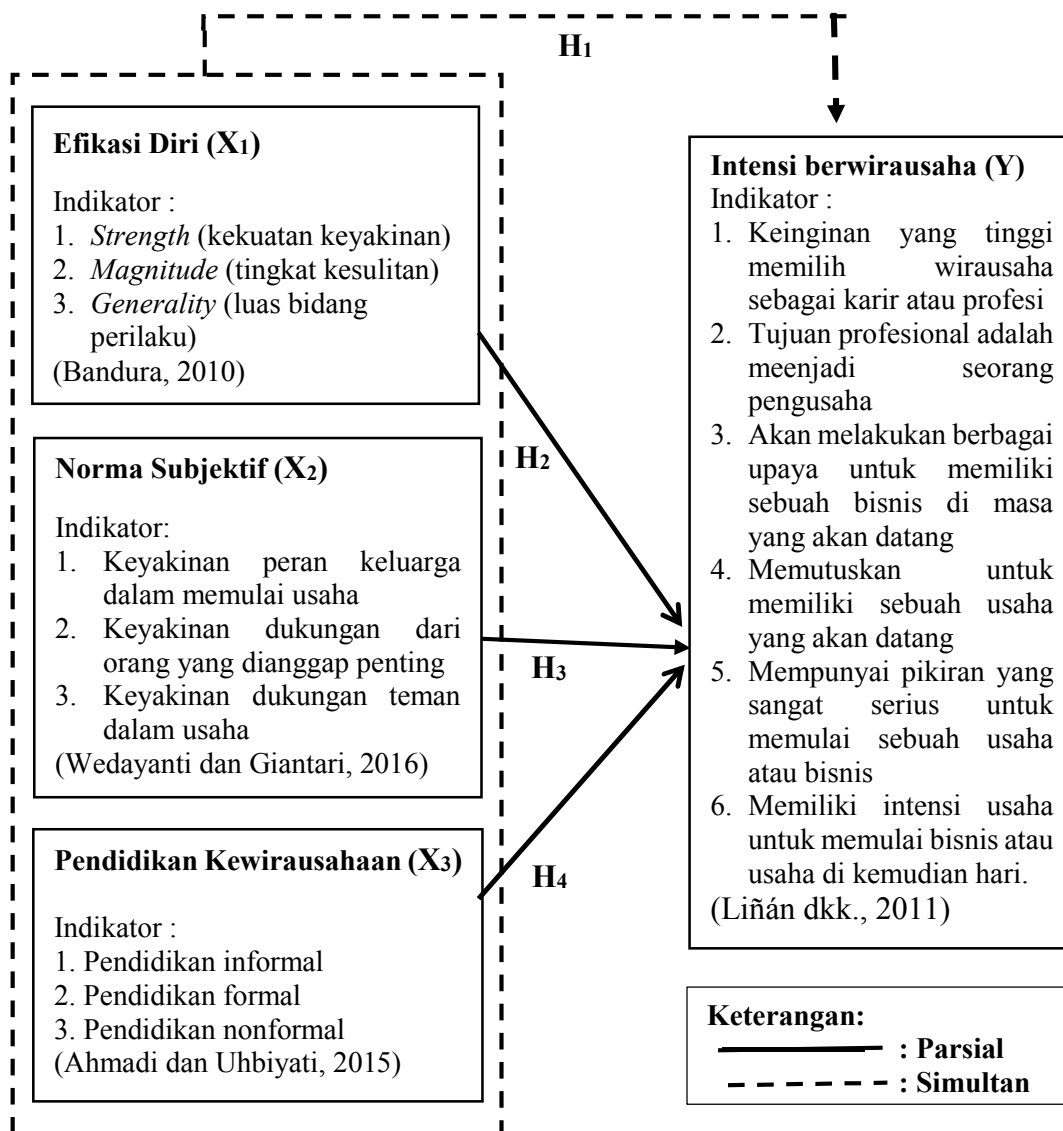 H1
Efikasi Diri (X1)
Indikator :
1. Strength (kekuatan keyakinan)
2. Magnitude (tingkat kesulitan)
3. Generality (luas bidang
perilaku)
(Bandura, 2010)
H2
Norma Subjektif (X2)
Indikator:
1. Keyakinan peran keluarga
dalam memulai usaha
2. Keyakinan dukungan dari
orang yang dianggap penting
3. Keyakinan dukungan teman
dalam usaha
(Wedayanti dan Giantari, 2016)
H3
Pendidikan Kewirausahaan (X3)
Indikator :
1. Pendidikan informal
2. Pendidikan formal
3. Pendidikan nonformal
(Ahmadi dan Uhbiyati, 2015)
H4
Intensi berwirausaha (Y)
Indikator :
1. Keinginan yang tinggi
memilih wirausaha
sebagai karir atau profesi
2. Tujuan profesional adalah
meenjadi seorang
pengusaha
3. Akan melakukan berbagai
upaya untuk memiliki
sebuah bisnis di masa
yang akan datang
4. Memutuskan untuk
memiliki sebuah usaha
yang akan datang
5. Mempunyai pikiran yang
sangat serius untuk
memulai sebuah usaha
atau bisnis
6. Memiliki intensi usaha
untuk memulai bisnis atau
usaha di kemudian hari.
(Liñán dkk., 2011)
Keterangan:
: Parsial
: Simultan